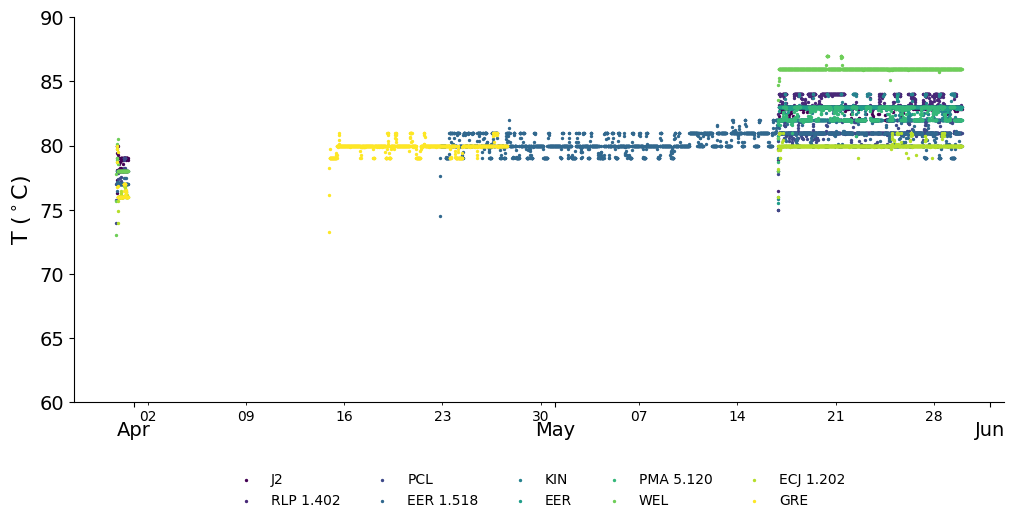 90
85
80
75
70
65
60
T (°C)
02 09 16 23 30 07 14 21 28
Apr May Jun
J2 PCL KIN PMA 5.120 ECJ 1.202
RLP 1.402 EER 1.518 EER WEL GRE